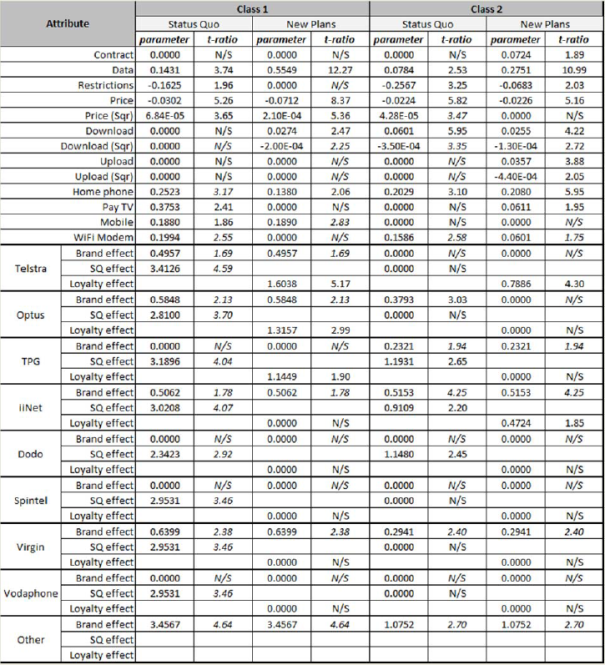 Attribute Class 1 Class 2
Status Quo New Plans Status Quo New Plans
parameter t-ratio parameter t-ratio parameter t-ratio parameter t-ratio
Contract 0.0000 N/S 0.0000 N/S 0.0000 N/S 0.0724 1.89
Data 0.1431 3.74 0.5549 12.27 0.0784 2.53 0.2751 10.99
Restrictions -0.1625 1.96 0.0000 N/S -0.2567 3.25 -0.0683 2.03
Price -0.0302 5.26 -0.0712 8.37 -0.0224 5.82 -0.0226 5.16
Price (Sqr) 6.84E-05 3.65 2.10E-04 5.36 4.28E-05 3.47 0.0000 N/S
Download 0.0000 N/S 0.0274 2.47 0.0601 5.95 0.0255 4.22
Download (Sqr) 0.0000 N/S -2.00E-04 2.25 -3.50E-04 3.35 -1.30E-04 2.72
Upload 0.0000 N/S 0.0000 N/S 0.0000 N/S 0.0357 3.88
Upload (Sqr) 0.0000 N/S 0.0000 N/S 0.0000 N/S -4.40E-04 2.05
Home phone 0.2523 3.17 0.1380 2.06 0.2029 3.10 0.2080 5.95
Pay TV 0.3753 2.41 0.0000 N/S 0.0000 N/S 0.0611 1.95
Mobile 0.1880 1.86 0.1890 2.83 0.0000 N/S 0.0000 N/S
WiFi Modem 0.1994 2.55 0.0000 N/S 0.1586 2.58 0.0601 1.75
Telstra Brand effect 0.4957 1.69 0.4957 1.69 0.0000 N/S 0.0000 N/S
SQ effect 3.4126 4.59 0.0000 N/S
Loyalty effect 1.6038 5.17 0.7886 4.30
Optus Brand effect 0.5848 2.13 0.5848 2.13 0.3793 3.03 0.0000 N/S
SQ effect 2.8100 3.70 0.0000 N/S
Loyalty effect 1.3157 2.99 0.0000 N/S
TPG Brand effect 0.0000 N/S 0.0000 N/S 0.2321 1.94 0.2321 1.94
SQ effect 3.1896 4.04 1.1931 2.65
Loyalty effect 1.1449 1.90 0.0000 N/S
iiNet Brand effect 0.5062 1.78 0.5062 1.78 0.5153 4.25 0.5153 4.25
SQ effect 3.0208 4.07 0.9109 2.20
Loyalty effect 0.0000 N/S 0.4724 1.85
Dodo Brand effect 0.0000 N/S 0.0000 N/S 0.0000 N/S 0.0000 N/S
SQ effect 2.3423 2.92 1.1480 2.45
Loyalty effect 0.0000 N/S 0.0000 N/S
Spintel Brand effect 0.0000 N/S 0.0000 N/S 0.0000 N/S 0.0000 N/S
SQ effect 2.9531 3.46 0.0000 N/S
Loyalty effect 0.0000 N/S 0.0000 N/S
Virgin Brand effect 0.6399 2.38 0.6399 2.38 0.2941 2.40 0.2941 2.40
SQ effect 2.9531 3.46 0.0000 N/S
Loyalty effect 0.0000 N/S 0.0000 N/S
Vodaphone Brand effect 0.0000 N/S 0.0000 N/S 0.0000 N/S 0.0000 N/S
SQ effect 2.9531 3.46 0.0000 N/S
Loyalty effect 0.0000 N/S 0.0000 N/S
Other Brand effect 3.4567 4.64 3.4567 4.64 1.0752 2.70 1.0752 2.70
SQ effect
Loyalty effect